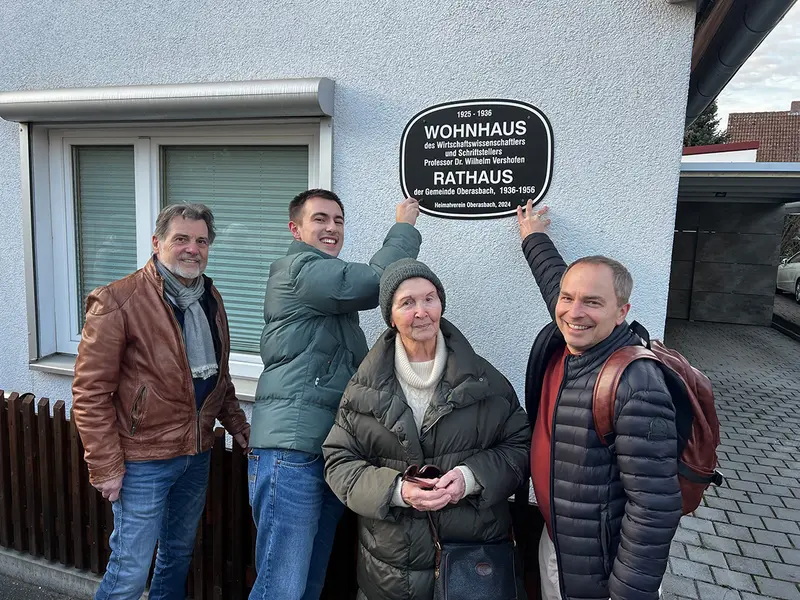 1925 - 1936
WOHNHAUS
des Wirtschaftswissenschaftlers
und Schriftstellers
Professor Dr. Wilhelm Vershofen
RATHAUS
der Gemeinde Oberasbach, 1936-1956
Heimatverein Oberasbach, 2024